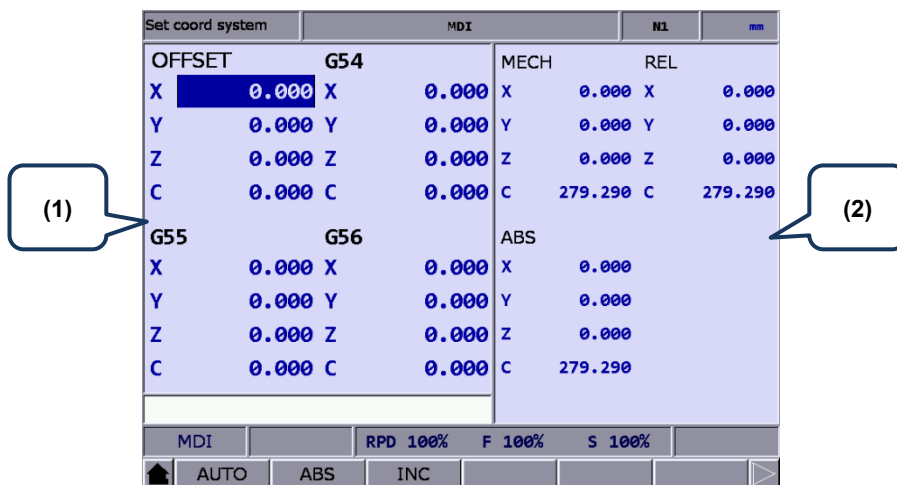 Set coord system MDI N1 mm
OFFSET G54 MECH REL
X 0.000 X 0.000 X 0.000 X 0.000
Y 0.000 Y 0.000 Y 0.000 Y 0.000
Z 0.000 Z 0.000 Z 0.000 Z 0.000
C 0.000 C 0.000 C 279.290 C 279.290
(1) (2)
G55 G56 ABS
X 0.000 X 0.000 X 0.000
Y 0.000 Y 0.000 Y 0.000
Z 0.000 Z 0.000 Z 0.000
C 0.000 C 0.000 C 279.290
MDI RPD 100% F 100% S 100%
AUTO ABS INC